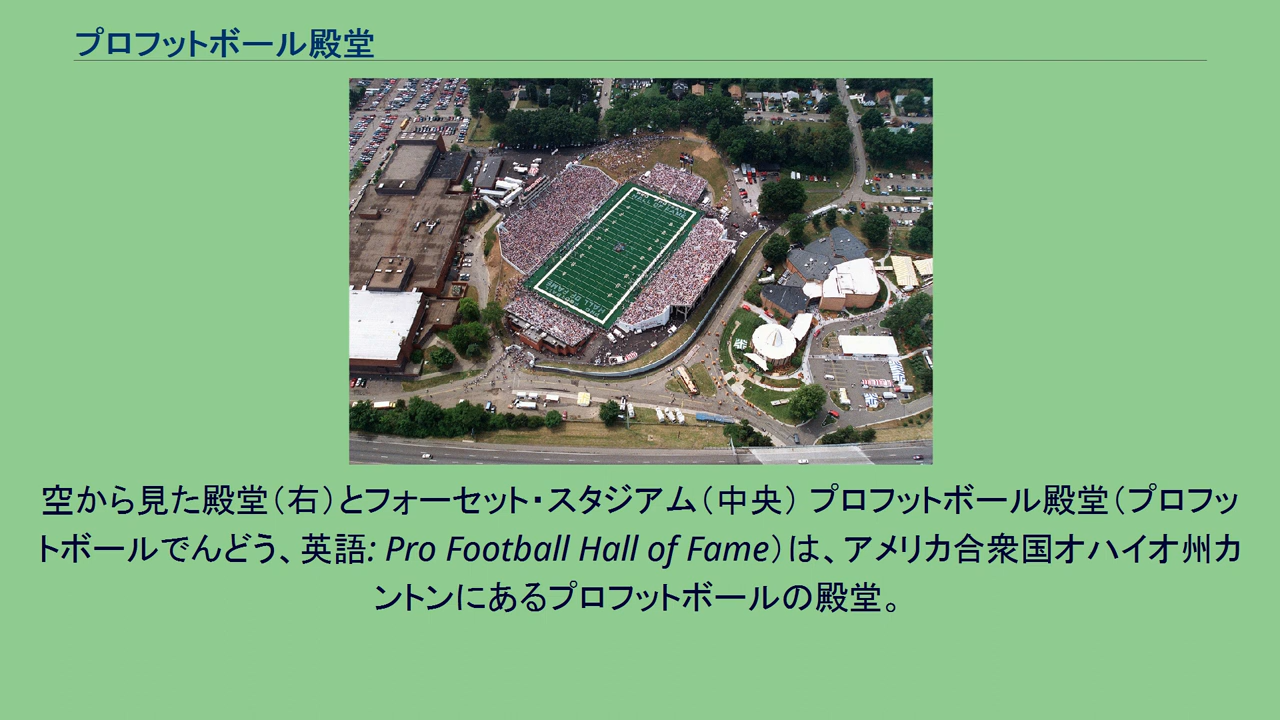 プロフットボール殿堂
空から見た殿堂（右）とフォーセット・スタジアム（中央） プロフットボール殿堂（プロフッ
トボールでんどう、英語: Pro Football Hall of Fame）は、アメリカ合衆国オハイオ州カ
ントンにあるプロフットボールの殿堂。